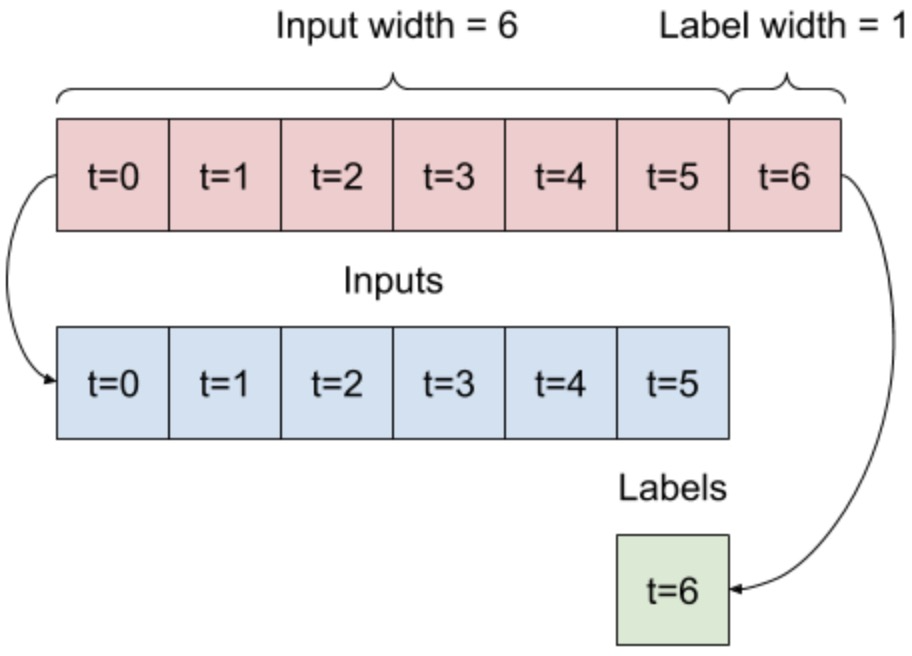 Input width = 6 Label width = 1
t=0 t=1 t=2 t=3 t=4 t=5 t=6
Inputs
t=0 t=1 t=2 t=3 t=4 t=5
Labels
t=6